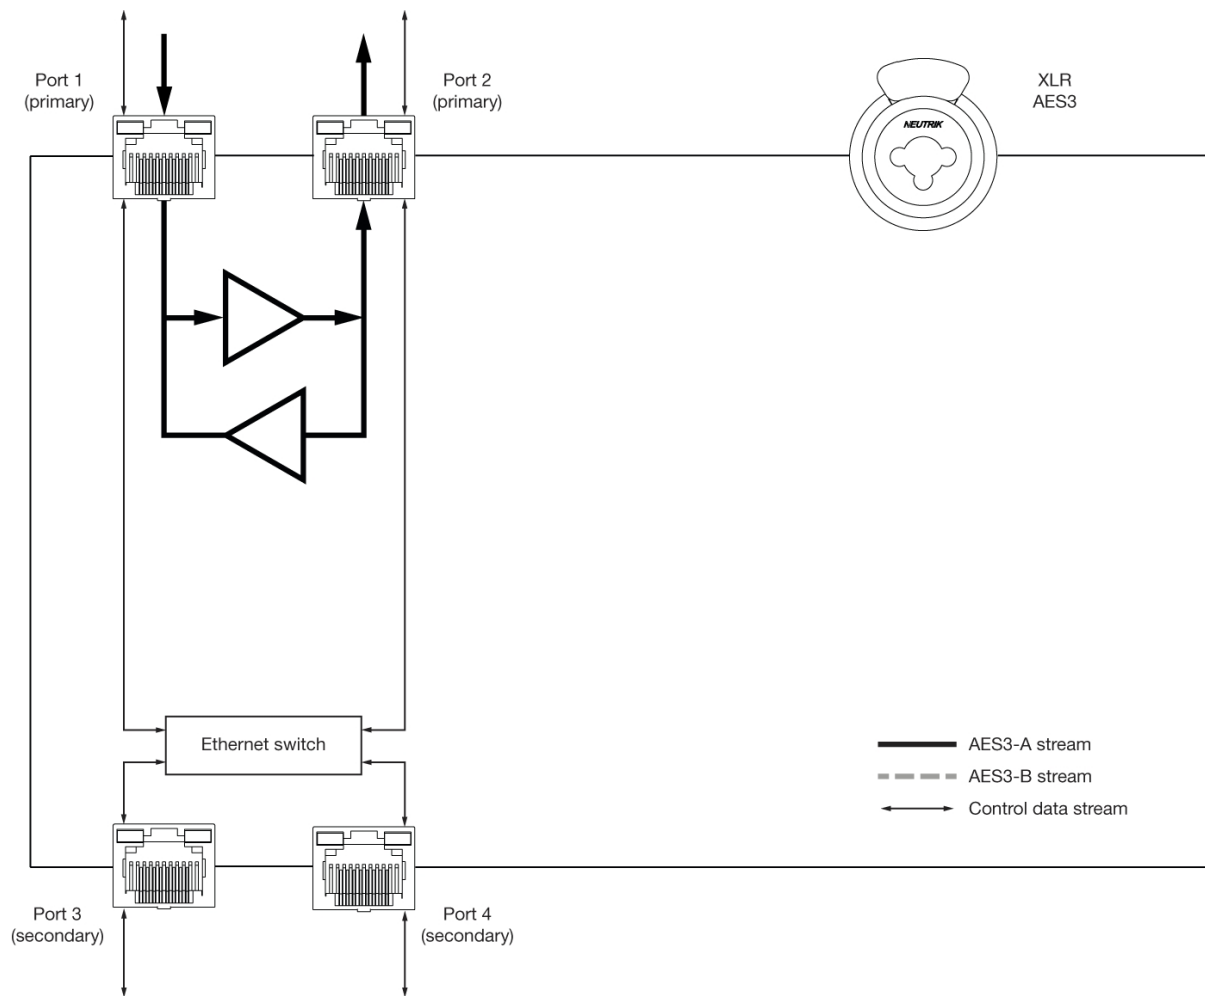 Port 1
(primary)
Port 2
(primary)
XLR
AES3
NEUTRIK
Ethernet switch
AES3-A stream
AES3-B stream
Control data stream
Port 3
(secondary)
Port 4
(secondary)